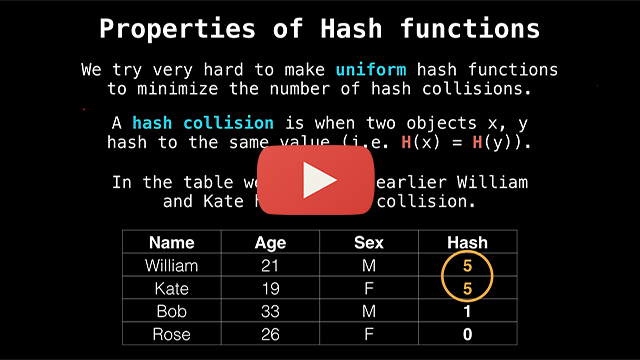 Properties of Hash functions
We try very hard to make uniform hash functions
to minimize the number of hash collisions.
A hash collision is when two objects x, y
hash to the same value (i.e. H(x) = H(y)).
In the table we earlier William
and Kate collision.
Name Age Sex Hash
William 21 M 5
Kate 19 F 5
Bob 33 M 1
Rose 26 F 0